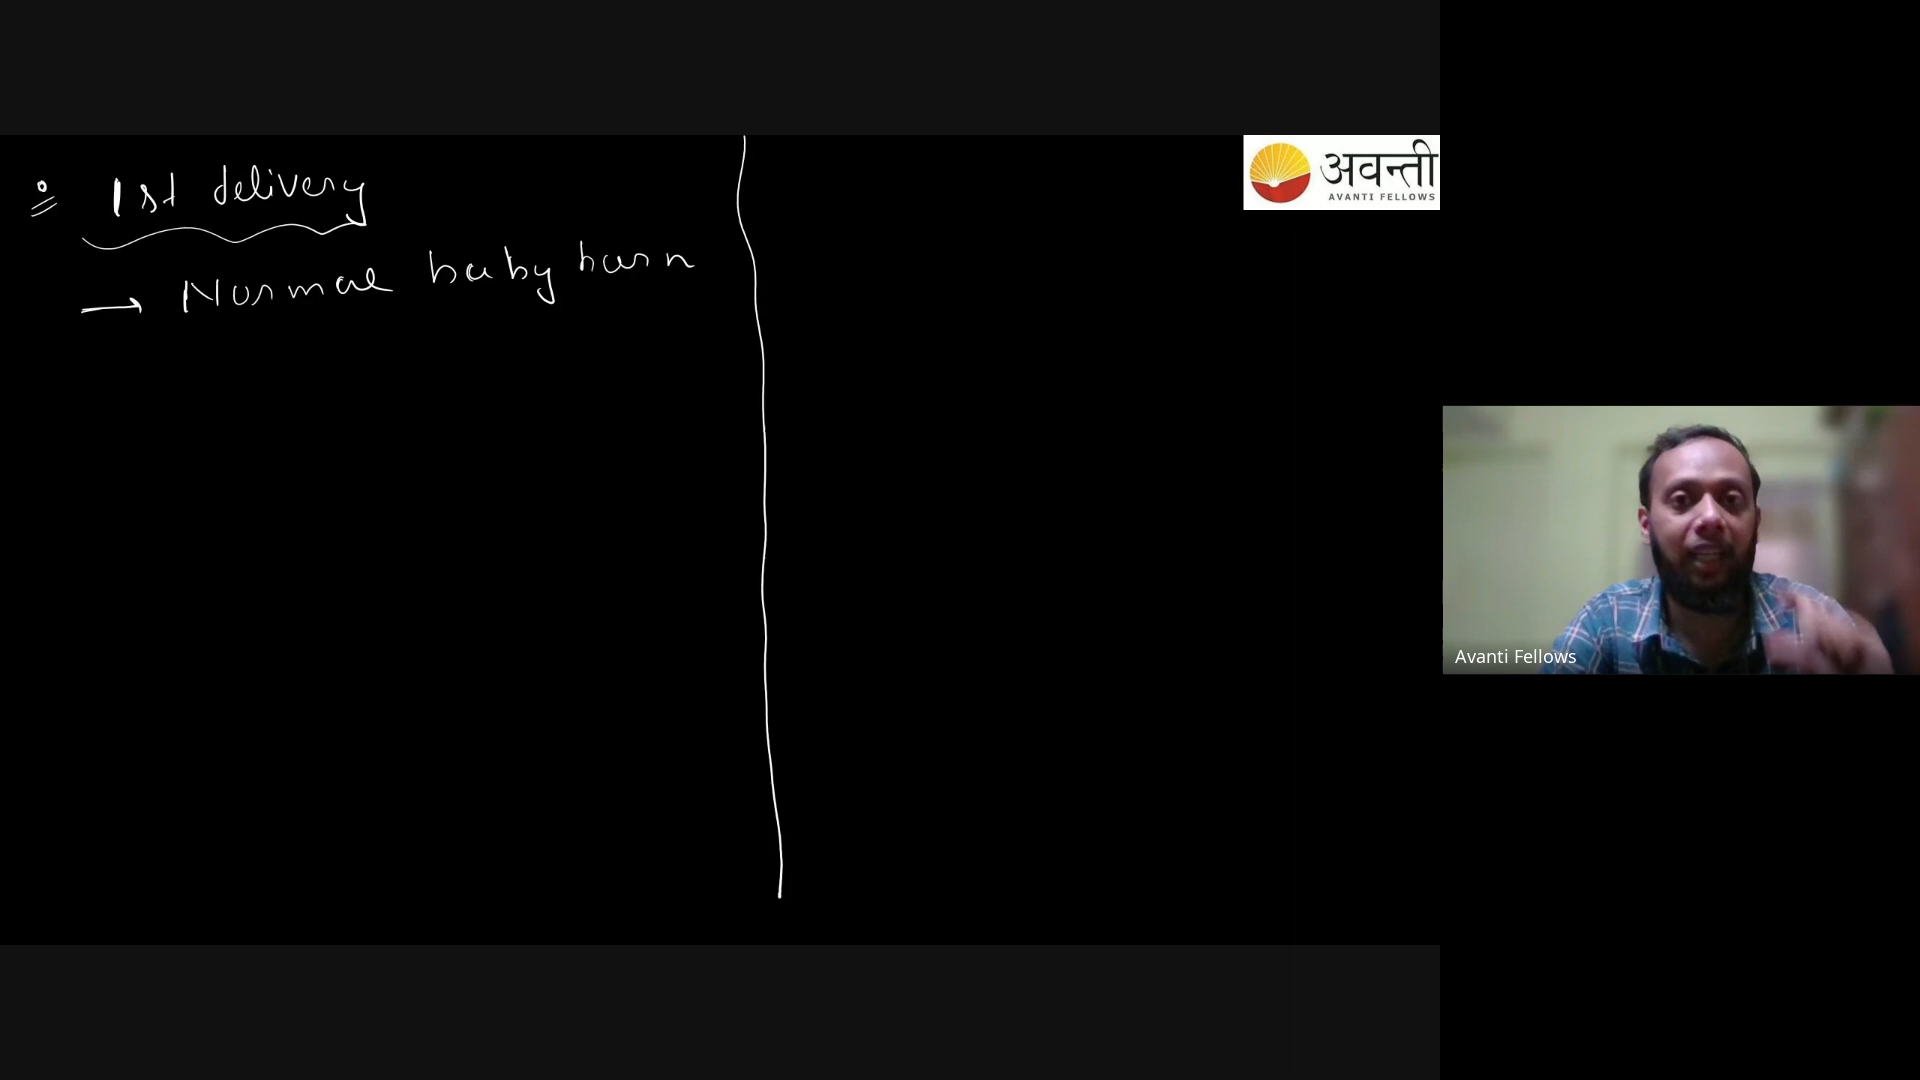 1st delivery
→ Normal baby born
अवन्ती
AVANTI FELLOWS
Avanti Fellows